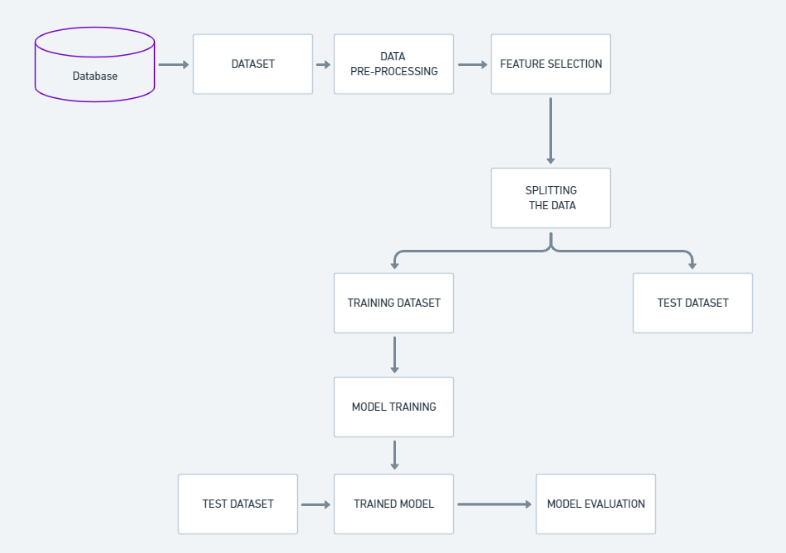 Database
DATASET
DATA
PRE-PROCESSING
FEATURE SELECTION
SPLITTING
THE DATA
TRAINING DATASET
TEST DATASET
MODEL TRAINING
TEST DATASET
TRAINED MODEL
MODEL EVALUATION